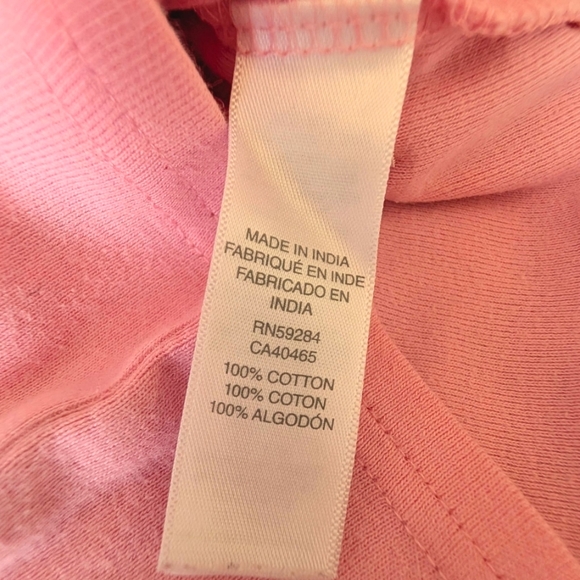 MADE IN INDIA
FABRIQUÉ EN INDE
FABRICADO EN
INDIA
RN59284
CA40465
100% COTTON
100% COTON
100% ALGODÓN